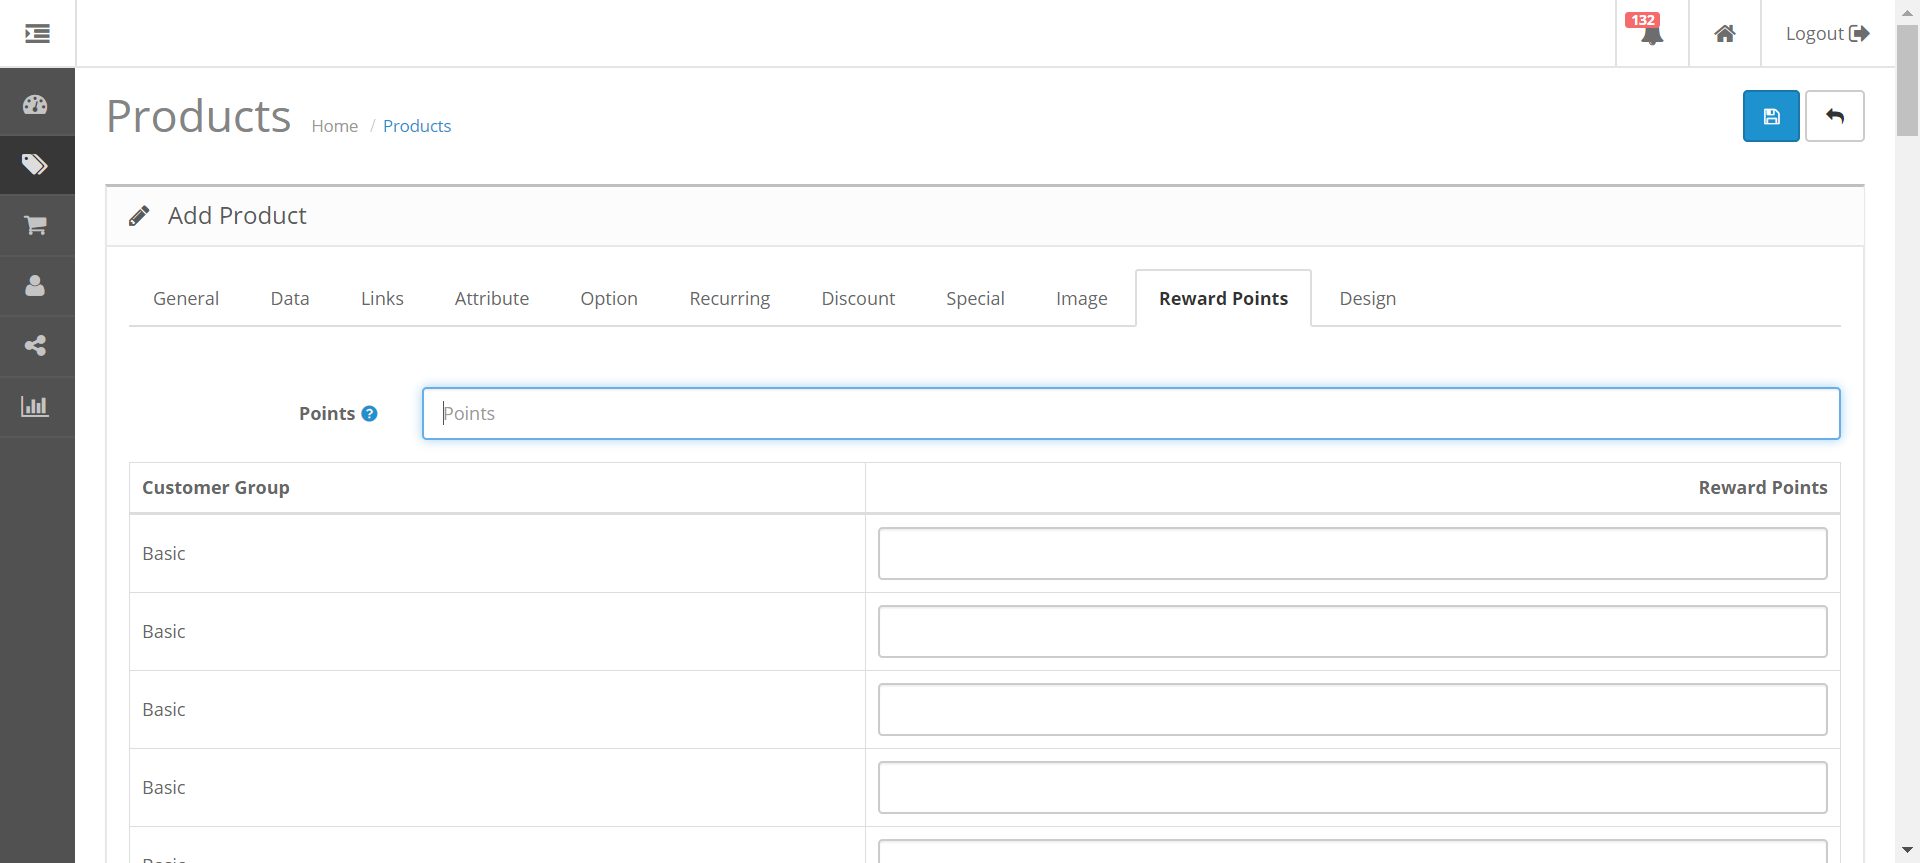 132
Logout
Products Home / Products
Add Product
General Data Links Attribute Option Recurring Discount Special Image Reward Points Design
Points ? Points
Customer Group Reward Points
Basic
Basic
Basic
Basic